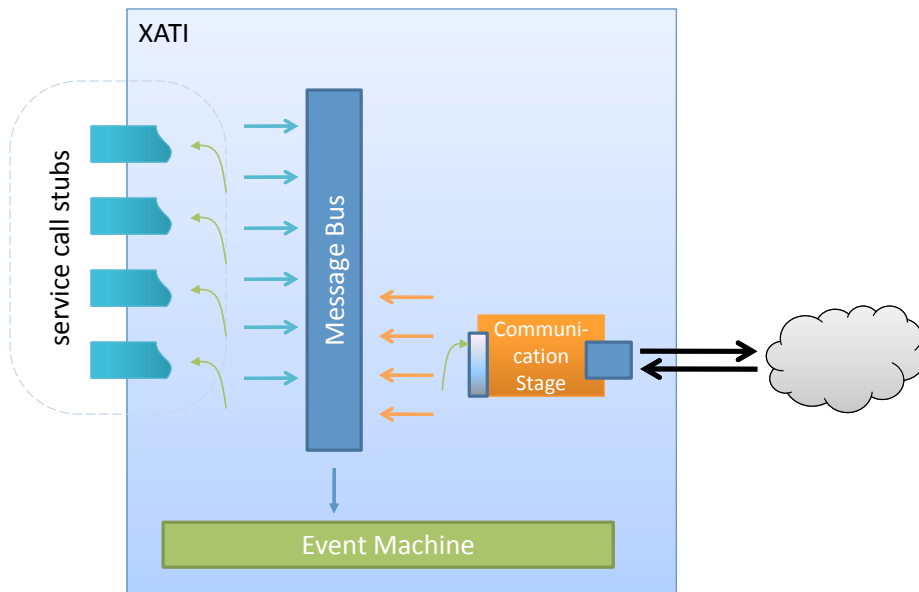 XATI
service call stubs
Message Bus
Communi-
cation
Stage
Event Machine